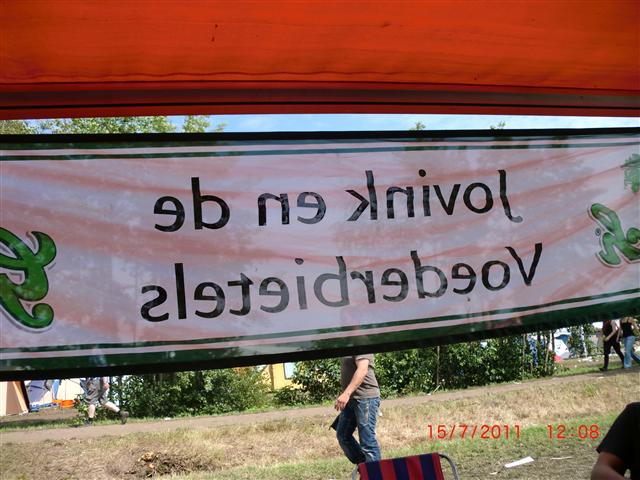 Jovink en de
Voederbietels
15/7/2011 12:08